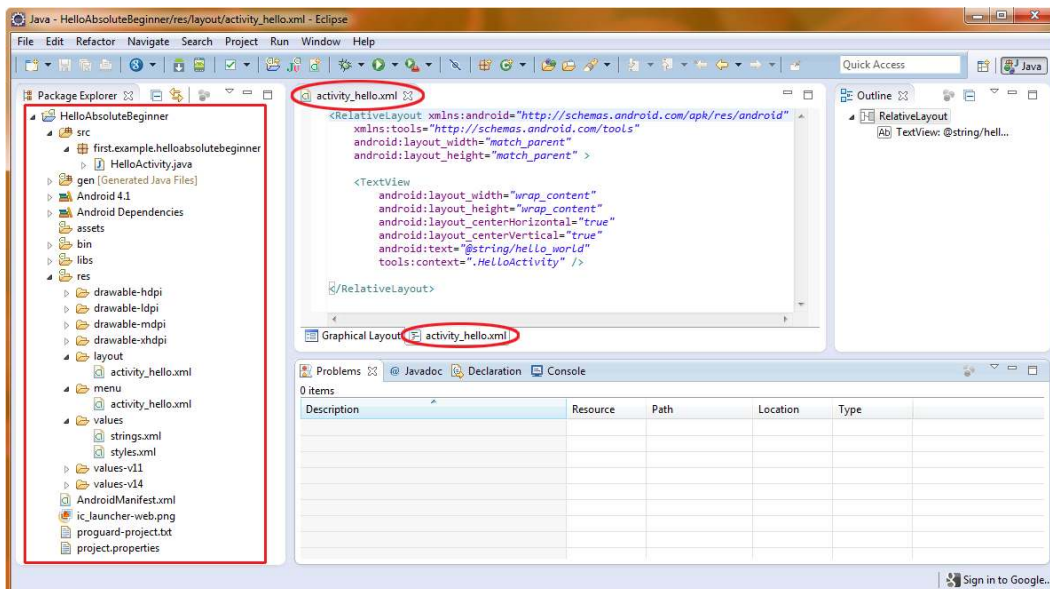 Java - HelloAbsoluteBeginner/res/layout/activity_hello.xml - Eclipse
File Edit Refactor Navigate Search Project Run Window Help
Quick Access
Java
Package Explorer
HelloAbsoluteBeginner
src
first.example.helloabsolutebeginner
HelloActivity.java
gen [Generated Java Files]
Android 4.1
Android Dependencies
assets
bin
libs
res
drawable-hdpi
drawable-ldpi
drawable-mdpi
drawable-xhdpi
layout
activity_hello.xml
menu
activity_hello.xml
values
strings.xml
styles.xml
values-v11
values-v14
AndroidManifest.xml
ic_launcher-web.png
proguard-project.txt
project.properties
activity_hello.xml
<RelativeLayout xmlns:android="http://schemas.android.com/apk/res/android"
xmlns:tools="http://schemas.android.com/tools"
android:layout_width="match_parent"
android:layout_height="match_parent" >
<TextView
android:layout_width="wrap_content"
android:layout_height="wrap_content"
android:layout_centerHorizontal="true"
android:layout_centerVertical="true"
android:text="@string/hello_world"
tools:context=".HelloActivity" />
</RelativeLayout>
Graphical Layout activity_hello.xml
Outline
RelativeLayout
Ab TextView: @string/hell...
Problems @ Javadoc Declaration Console
0 items
Description Resource Path Location Type
Sign in to Google...